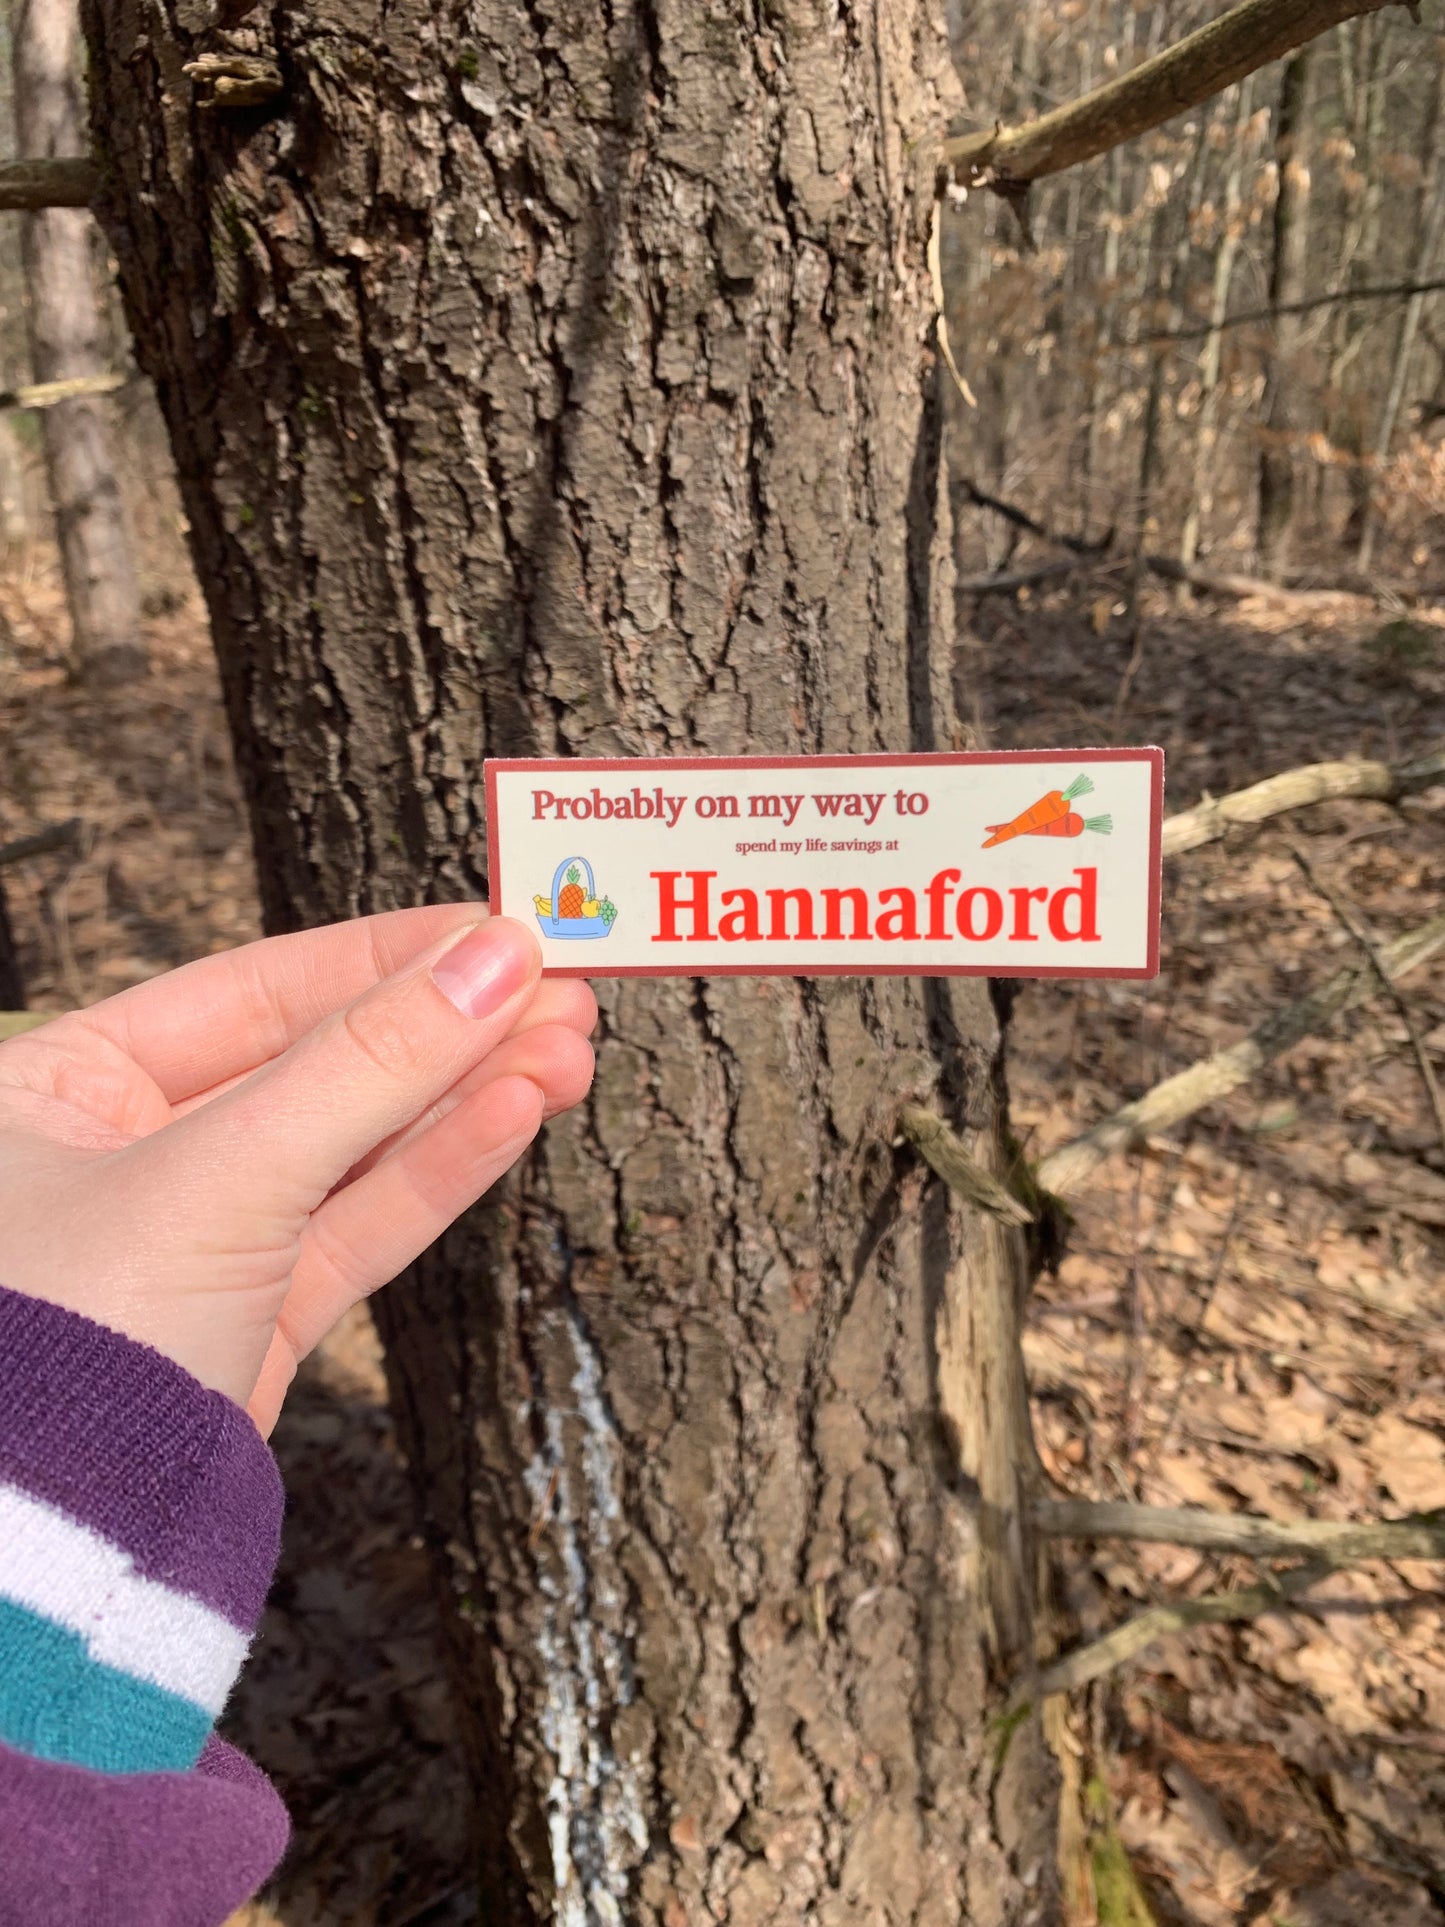 Probably on my way to
spend my life savings at
Hannaford